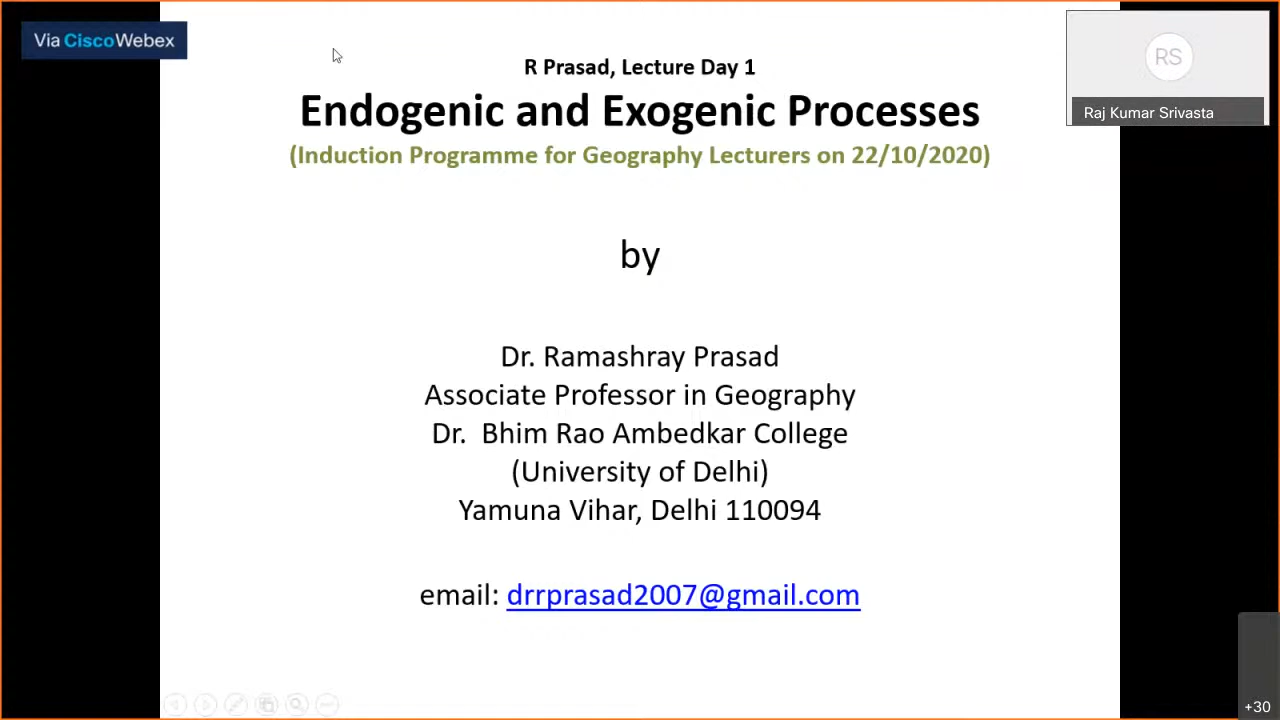 Via CiscoWebex
R Prasad, Lecture Day 1
Endogenic and Exogenic Processes
(Induction Programme for Geography Lecturers on 22/10/2020)
by
Dr. Ramashray Prasad
Associate Professor in Geography
Dr. Bhim Rao Ambedkar College
(University of Delhi)
Yamuna Vihar, Delhi 110094
email: drrprasad2007@gmail.com
RS
Raj Kumar Srivasta
+30